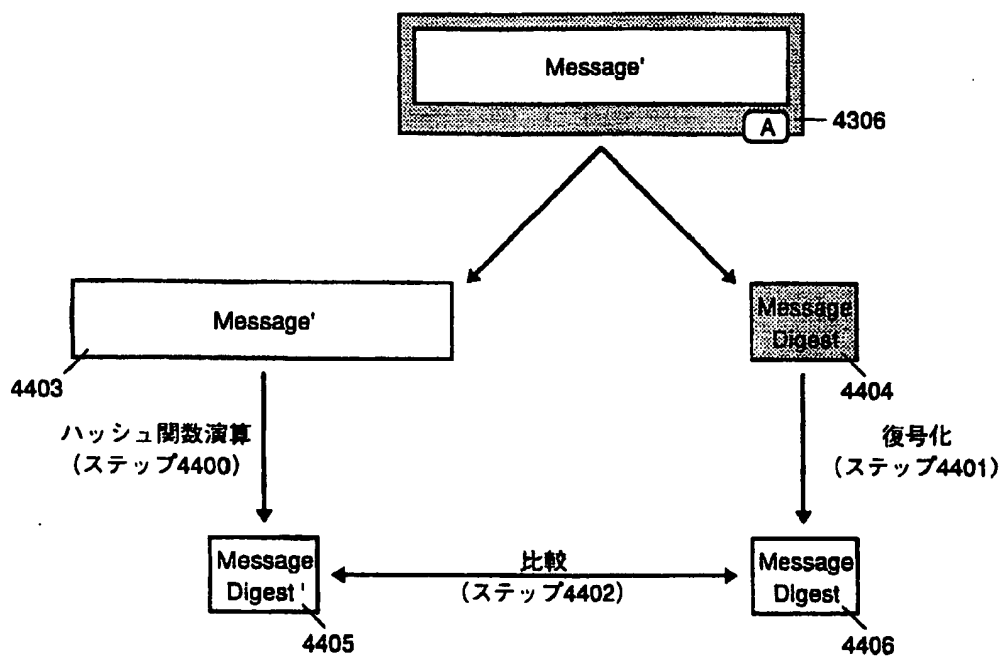 Message'
A
4306
Message'
4403
Message
Digest
4404
ハッシュ関数演算
(ステップ4400)
復号化
(ステップ4401)
Message
Digest'
4405
比較
(ステップ4402)
Message
Digest
4406